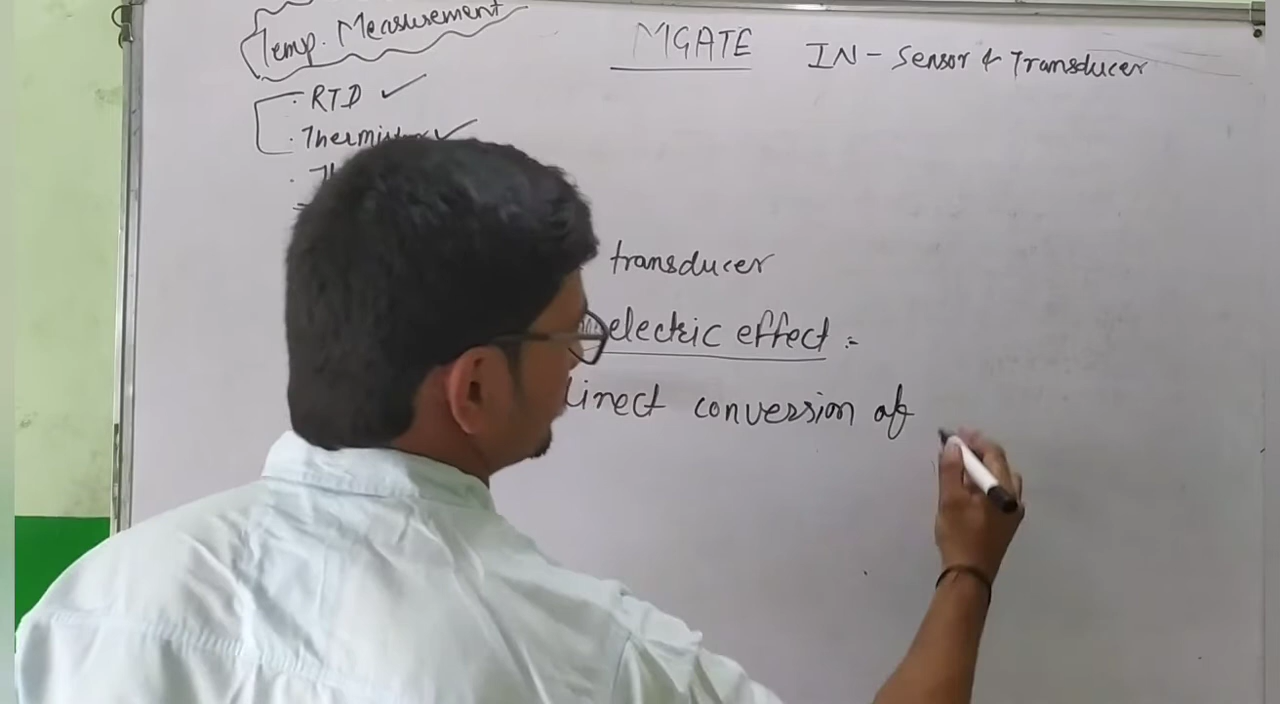 Temp. Measurement
MGATE
IN - Sensor & Transducer
· RTD ✓
· Thermistor ✓
transducer
electric effect :-
direct conversion of